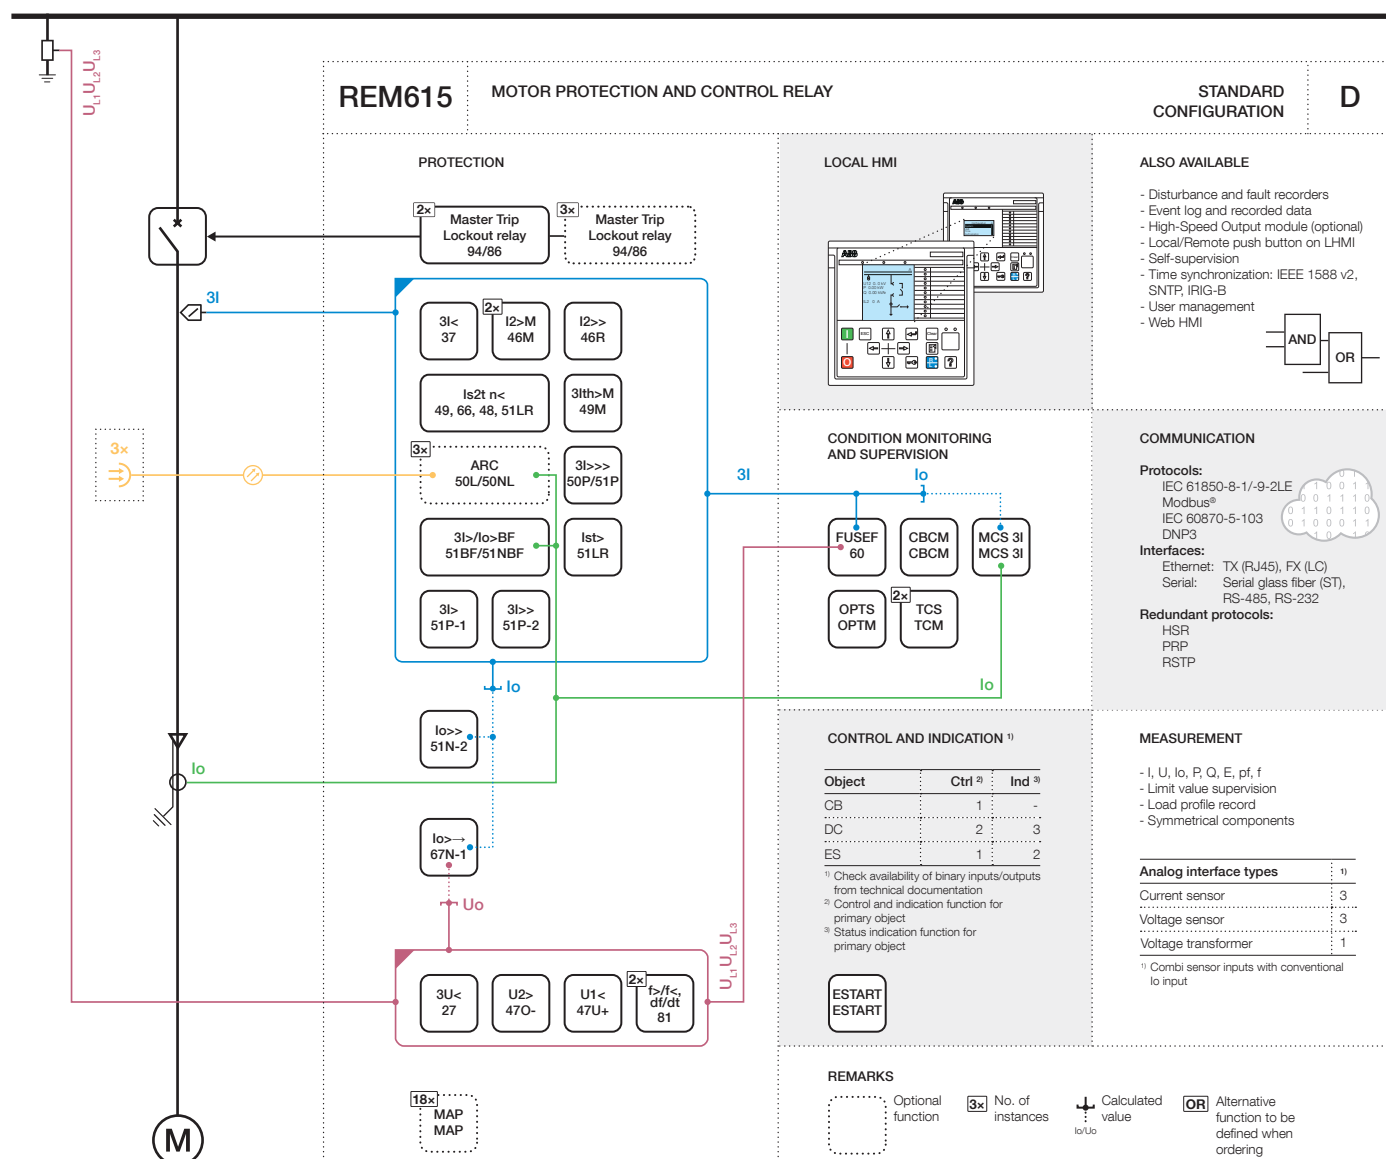 U L1 U L2 U L3
REM615
MOTOR PROTECTION AND CONTROL RELAY
STANDARD
CONFIGURATION
D
PROTECTION
2×
Master Trip
Lockout relay
94/86
3×
Master Trip
Lockout relay
94/86
3I
3I<
37
2×
I2>M
46M
I2>>
46R
Is2t n<
49, 66, 48, 51LR
3Ith>M
49M
3×
3×
ARC
50L/50NL
3I>>>
50P/51P
3I>/Io>BF
51BF/51NBF
Ist>
51LR
3I>
51P-1
3I>>
51P-2
Io
Io>>
51N-2
Io
Io>→
67N-1
Uo
3U<
27
U2>
47O-
U1<
47U+
2×
f>/f<,
df/dt
81
U L1 U L2 U L3
18×
MAP
MAP
M
LOCAL HMI
ABB
ABB
ESC
Clear
I
O
?
ALSO AVAILABLE
- Disturbance and fault recorders
- Event log and recorded data
- High-Speed Output module (optional)
- Local/Remote push button on LHMI
- Self-supervision
- Time synchronization: IEEE 1588 v2,
SNTP, IRIG-B
- User management
- Web HMI
AND
OR
CONDITION MONITORING
AND SUPERVISION
3I
Io
FUSEF
60
CBCM
CBCM
MCS 3I
MCS 3I
OPTS
OPTM
2×
TCS
TCM
Io
COMMUNICATION
Protocols:
IEC 61850-8-1/-9-2LE
Modbus®
IEC 60870-5-103
DNP3
Interfaces:
Ethernet: TX (RJ45), FX (LC)
Serial: Serial glass fiber (ST),
RS-485, RS-232
Redundant protocols:
HSR
PRP
RSTP
CONTROL AND INDICATION 1)
Object Ctrl 2) Ind 3)
CB 1 -
DC 2 3
ES 1 2
1) Check availability of binary inputs/outputs
from technical documentation
2) Control and indication function for
primary object
3) Status indication function for
primary object
ESTART
ESTART
MEASUREMENT
- I, U, Io, P, Q, E, pf, f
- Limit value supervision
- Load profile record
- Symmetrical components
Analog interface types 1)
Current sensor 3
Voltage sensor 3
Voltage transformer 1
1) Combi sensor inputs with conventional
Io input
REMARKS
Optional
function
3×
No. of
instances
Io/Uo
Calculated
value
OR
Alternative
function to be
defined when
ordering